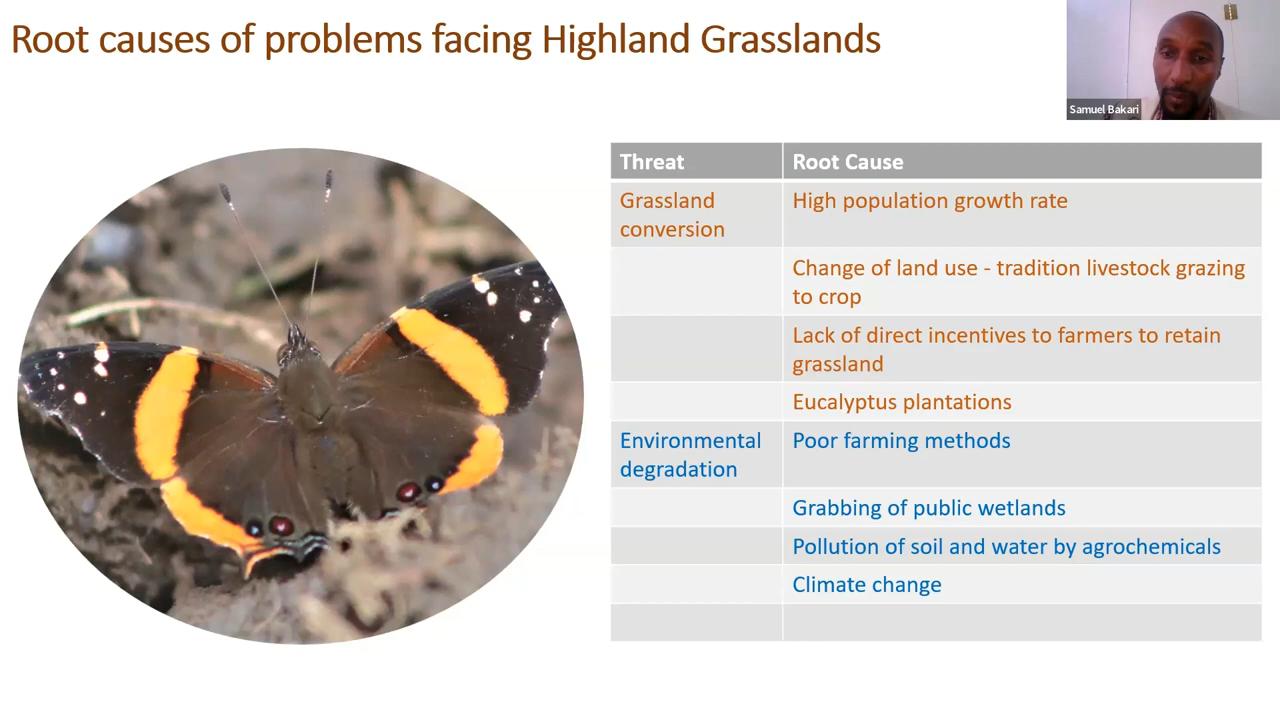 Root causes of problems facing Highland Grasslands
Samuel Bakari
Threat
Root Cause
Grassland
conversion
High population growth rate
Change of land use - tradition livestock grazing
to crop
Lack of direct incentives to farmers to retain
grassland
Eucalyptus plantations
Environmental
degradation
Poor farming methods
Grabbing of public wetlands
Pollution of soil and water by agrochemicals
Climate change